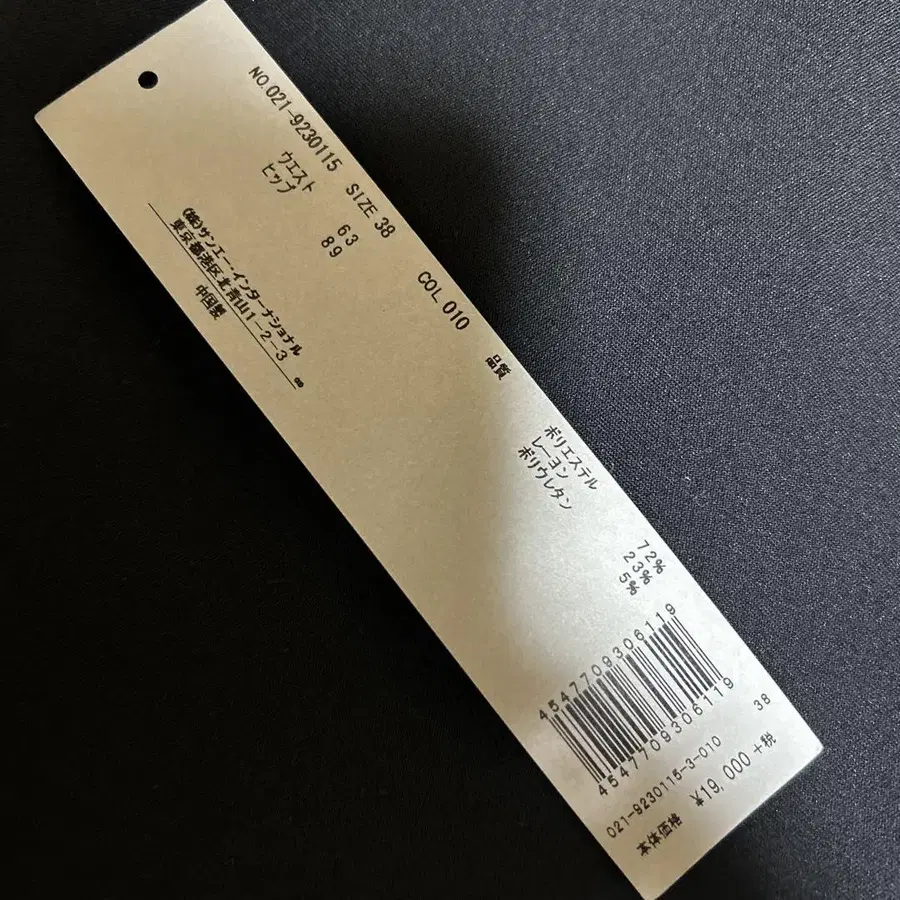 NO.021-9230115 SIZE 38 COL 010
ウエスト 63
ヒップ 89
(株)サンエー・インターナショナル
東京都港区北青山1-2-3
中国製
品質
ポリエステル 72%
レーヨン 23%
ポリウレタン 5%
4547709306119
4547709306119
021-9230115-3-010 38
本体価格 ¥19,000+税